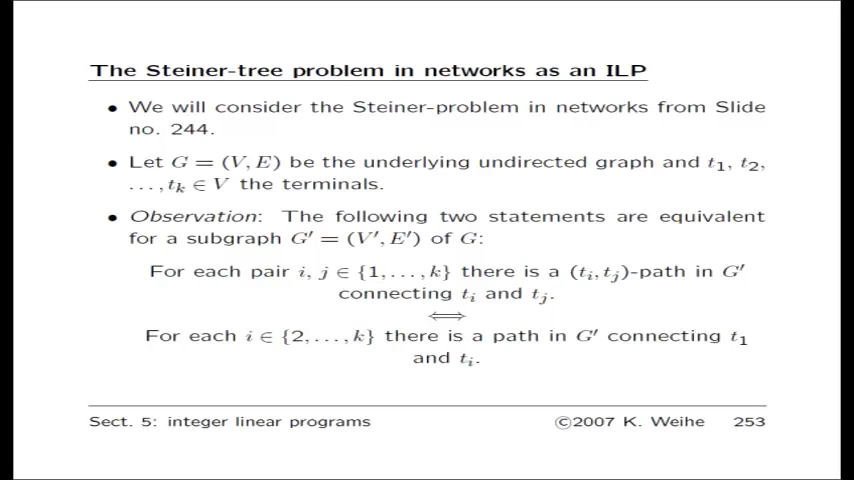 The Steiner-tree problem in networks as an ILP
• We will consider the Steiner-problem in networks from Slide
no. 244.
• Let G = (V, E) be the underlying undirected graph and t₁, t₂,
. . . , tₖ ∈ V the terminals.
• Observation: The following two statements are equivalent
for a subgraph G′ = (V′, E′) of G:
For each pair i, j ∈ {1, . . . , k} there is a (tᵢ, tⱼ)-path in G′
connecting tᵢ and tⱼ.
⟺
For each i ∈ {2, . . . , k} there is a path in G′ connecting t₁
and tᵢ.
Sect. 5: integer linear programs ©2007 K. Weihe 253